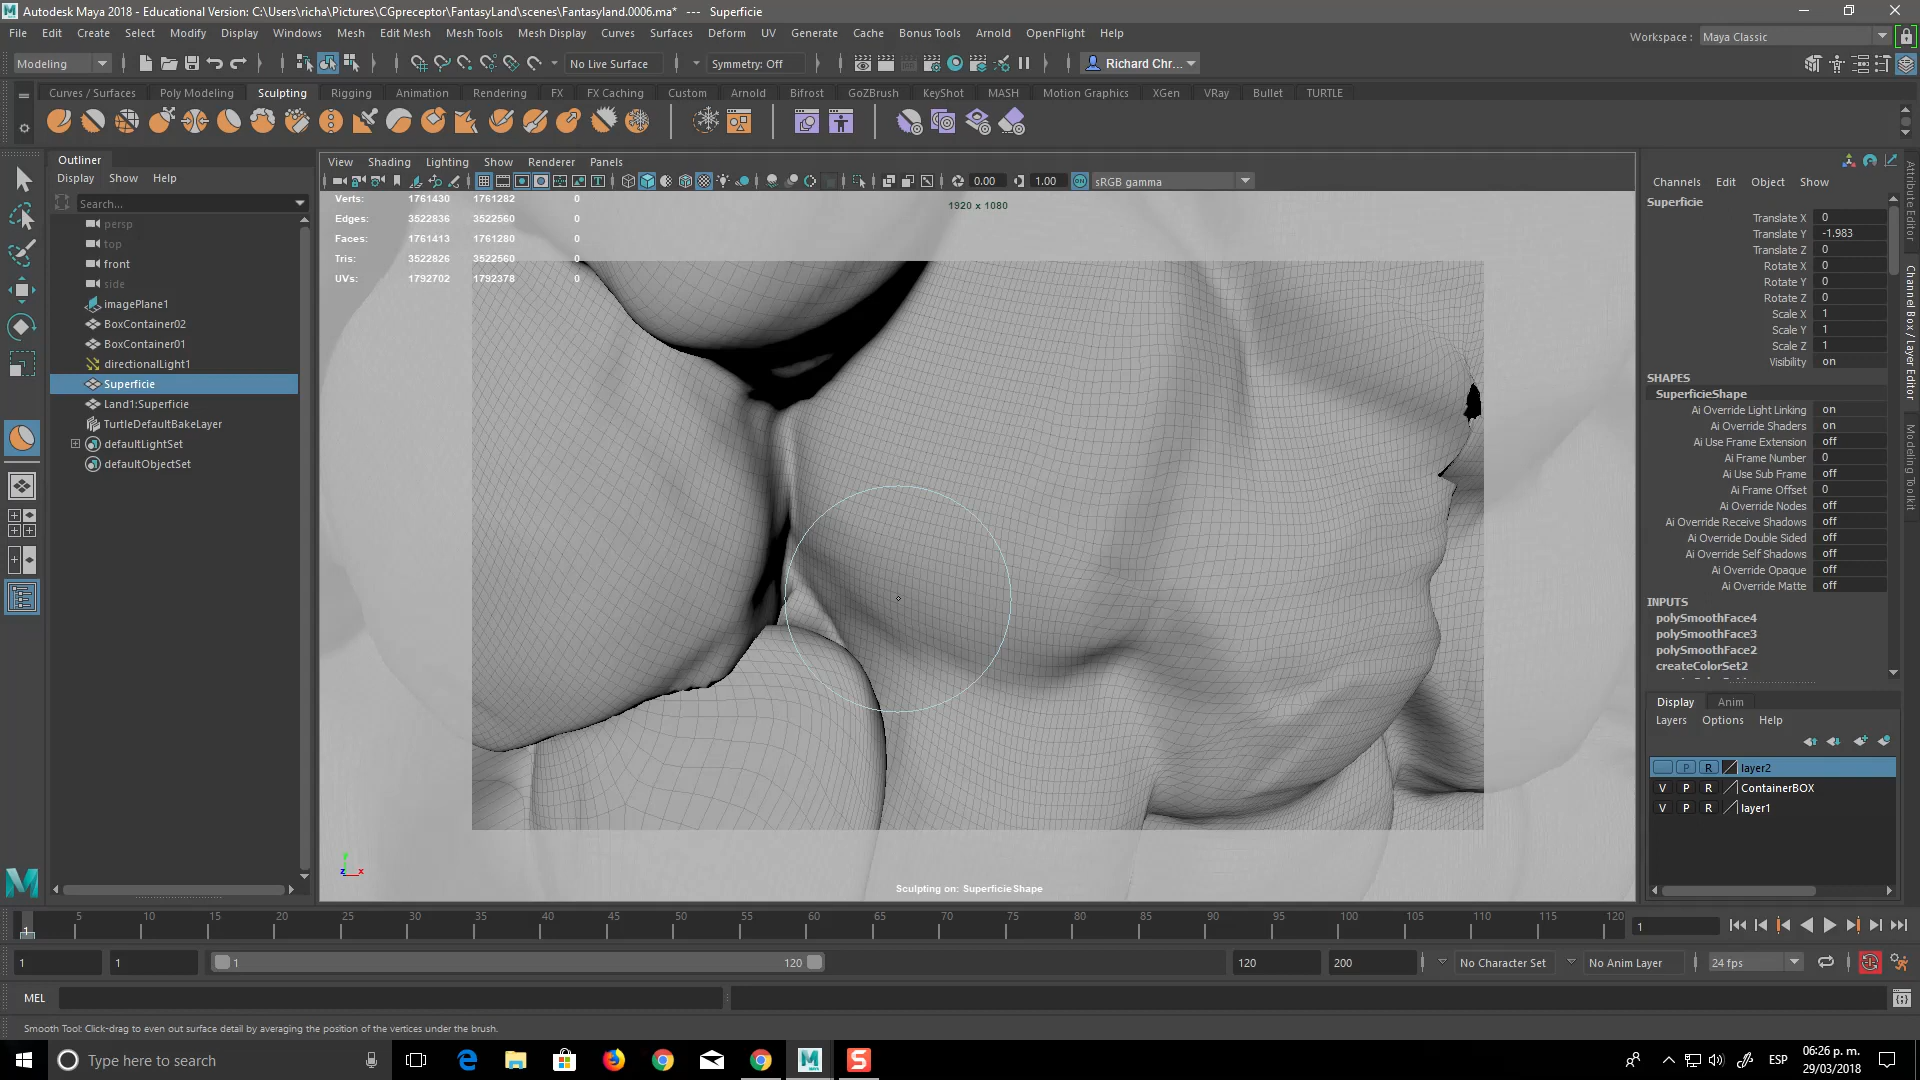 Autodesk Maya 2018 - Educational Version: C:\Users\richa\Pictures\CGpreceptor\FantasyLand\scenes\Fantasyland.0006.ma* --- Superficie
File Edit Create Select Modify Display Windows Mesh Edit Mesh Mesh Tools Mesh Display Curves Surfaces Deform UV Generate Cache Bonus Tools Arnold OpenFlight Help
Workspace : Maya Classic
Modeling No Live Surface Symmetry: Off Richard Chr...
Curves / Surfaces Poly Modeling Sculpting Rigging Animation Rendering FX FX Caching Custom Arnold Bifrost GoZBrush KeyShot MASH Motion Graphics XGen VRay Bullet TURTLE
Outliner
Display Show Help
Search...
persp
top
front
side
imagePlane1
BoxContainer02
BoxContainer01
directionalLight1
Superficie
Land1:Superficie
TurtleDefaultBakeLayer
defaultLightSet
defaultObjectSet
View Shading Lighting Show Renderer Panels
0.00 1.00 ON sRGB gamma
Verts: 1761430 1761282 0
Edges: 3522836 3522560 0
Faces: 1761413 1761280 0
Tris: 3522826 3522560 0
UVs: 1792702 1792378 0
1920 x 1080
Sculpting on: SuperficieShape
Channels Edit Object Show
Superficie
Translate X 0
Translate Y -1.983
Translate Z 0
Rotate X 0
Rotate Y 0
Rotate Z 0
Scale X 1
Scale Y 1
Scale Z 1
Visibility on
SHAPES
SuperficieShape
Ai Override Light Linking on
Ai Override Shaders on
Ai Use Frame Extension off
Ai Frame Number 0
Ai Use Sub Frame off
Ai Frame Offset 0
Ai Override Nodes off
Ai Override Receive Shadows off
Ai Override Double Sided off
Ai Override Self Shadows off
Ai Override Opaque off
Ai Override Matte off
INPUTS
polySmoothFace4
polySmoothFace3
polySmoothFace2
createColorSet2
Display Anim
Layers Options Help
P R layer2
V P R ContainerBOX
V P R layer1
Attribute Editor
Channel Box / Layer Editor
Modeling Toolkit
1 5 10 15 20 25 30 35 40 45 50 55 60 65 70 75 80 85 90 95 100 105 110 115 120
1
1 1 1 120 120 200 No Character Set No Anim Layer 24 fps
MEL
Smooth Tool: Click-drag to even out surface detail by averaging the position of the vertices under the brush.
Type here to search
ESP
06:26 p. m.
29/03/2018